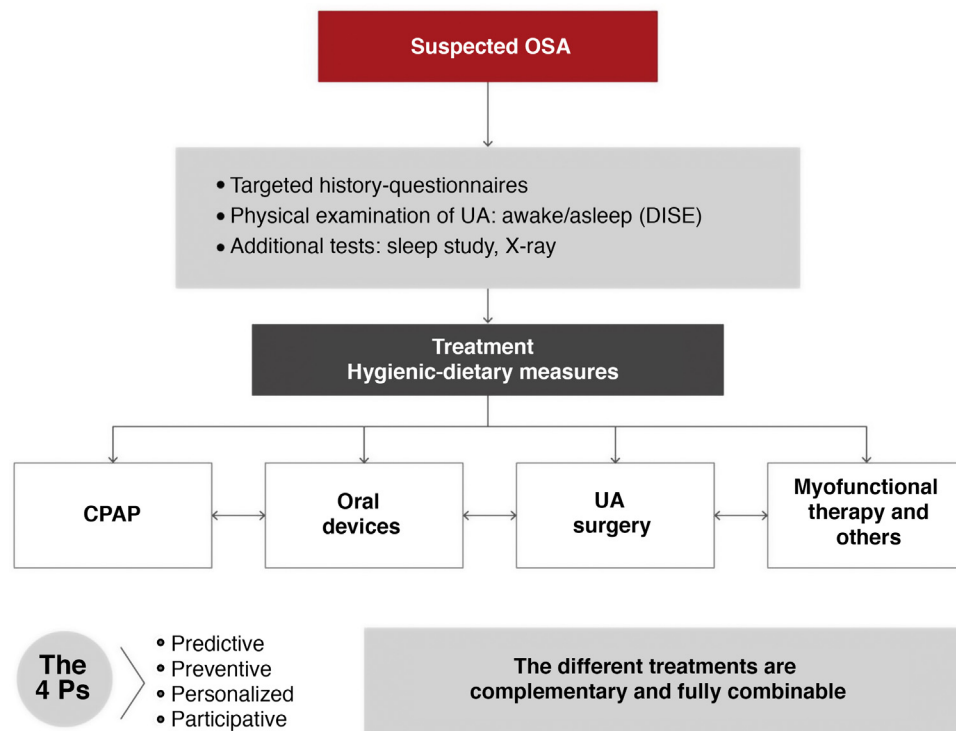 Suspected OSA
• Targeted history-questionnaires
• Physical examination of UA: awake/asleep (DISE)
• Additional tests: sleep study, X-ray
Treatment
Hygienic-dietary measures
CPAP
Oral
devices
UA
surgery
Myofunctional
therapy and
others
The
4 Ps
• Predictive
• Preventive
• Personalized
• Participative
The different treatments are
complementary and fully combinable